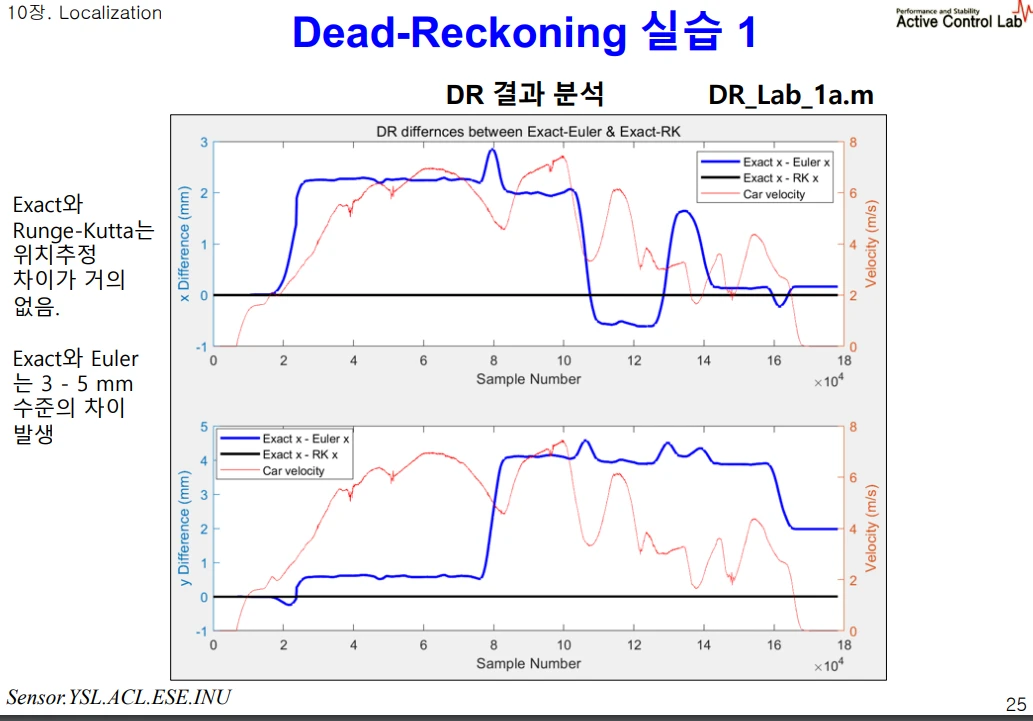 10장. Localization
Performance and Stability
Active Control Lab
Dead-Reckoning 실습 1
DR 결과 분석
DR_Lab_1a.m
Exact와
Runge-Kutta는
위치추정
차이가 거의
없음.
Exact와 Euler
는 3 - 5 mm
수준의 차이
발생
DR differnces between Exact-Euler & Exact-RK
x Difference (mm)
3
2
1
0
-1
Exact x - Euler x
Exact x - RK x
Car velocity
8
6
4
2
0
Velocity (m/s)
0 2 4 6 8 10 12 14 16 18
Sample Number
×10⁴
y Difference (mm)
5
4
3
2
1
0
-1
Exact x - Euler x
Exact x - RK x
Car velocity
8
6
4
2
0
Velocity (m/s)
0 2 4 6 8 10 12 14 16 18
Sample Number
×10⁴
Sensor.YSL.ACL.ESE.INU
25